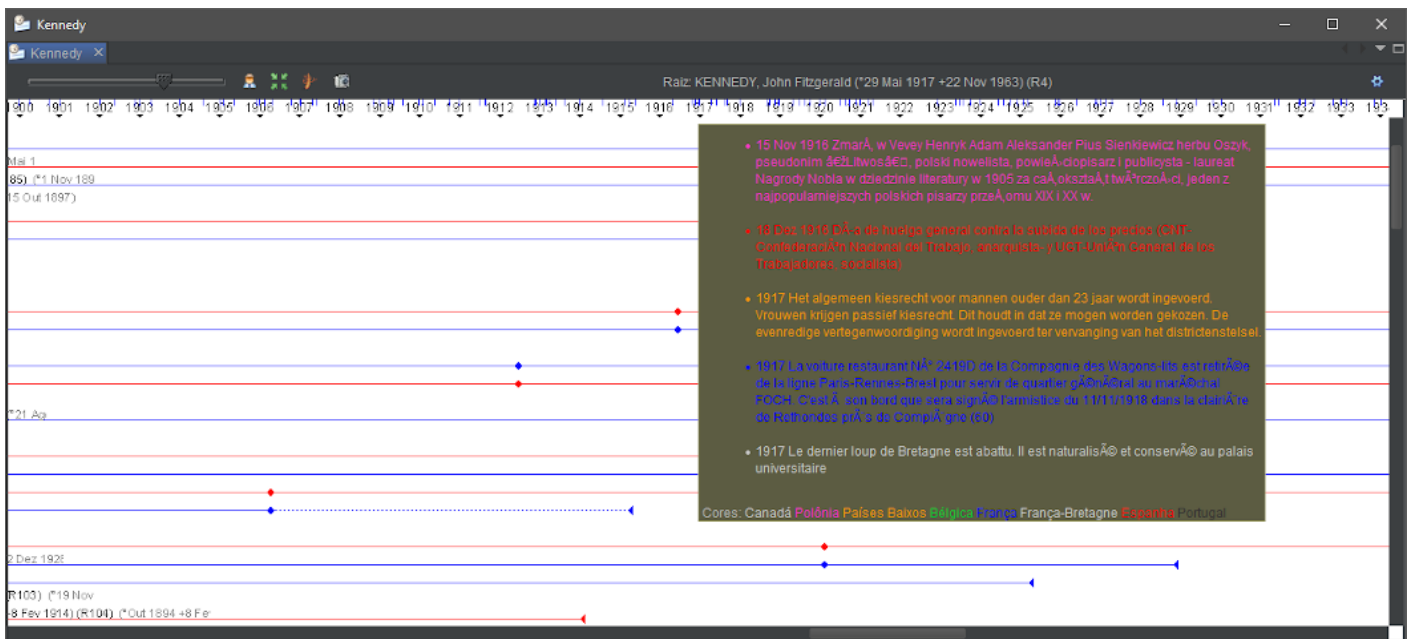 Kennedy
Kennedy
Raiz: KENNEDY, John Fitzgerald (*29 Mai 1917 +22 Nov 1963) (R4)
1900 1901 1902 1903 1904 1905 1906 1907 1908 1909 1910 1911 1912 1913 1914 1915 1916 1917 1918 1919 1920 1921 1922 1923 1924 1925 1926 1927 1928 1929 1930 1931 1932 1933 193
Mai 1
85) (*1 Nov 189
15 Out 1897)
• 15 Nov 1916 ZmarÅ‚ w Vevey Henryk Adam Aleksander Pius Sienkiewicz herbu Oszyk,
pseudonim â€žLitwosâ€, polski nowelista, powieÅ›ciopisarz i publicysta - laureat
Nagrody Nobla w dziedzinie literatury w 1905 za caÅ‚oksztaÅ‚t twÃ³rczoÅ›ci, jeden z
najpopularniejszych polskich pisarzy przeÅ‚omu XIX i XX w.
• 18 Dez 1916 DÃ­a de huelga general contra la subida de los precios (CNT-
ConfederaciÃ³n Nacional del Trabajo, anarquista- y UGT-UniÃ³n General de los
Trabajadores, socialista)
• 1917 Het algemeen kiesrecht voor mannen ouder dan 23 jaar wordt ingevoerd.
Vrouwen krijgen passief kiesrecht. Dit houdt in dat ze mogen worden gekozen. De
evenredige vertegenwoordiging wordt ingevoerd ter vervanging van het districtenstelsel.
• 1917 La voiture restaurant NÂ° 2419D de la Compagnie des Wagons-lits est retirÃ©e
de la ligne Paris-Rennes-Brest pour servir de quartier gÃ©nÃ©ral au marÃ©chal
FOCH. C'est Ã son bord que sera signÃ© l'armistice du 11/11/1918 dans la clairiÃ¨re
de Rethondes prÃ¨s de CompiÃ¨gne (60)
• 1917 Le dernier loup de Bretagne est abattu. Il est naturalisÃ© et conservÃ© au palais
universitaire
Cores: Canadá Polônia Países Baixos Bélgica França França-Bretagne Espanha Portugal
*21 Ag
2 Dez 1928
R103) (*19 Nov
+8 Fev 1914) (R104) (*Out 1894 +8 Fe